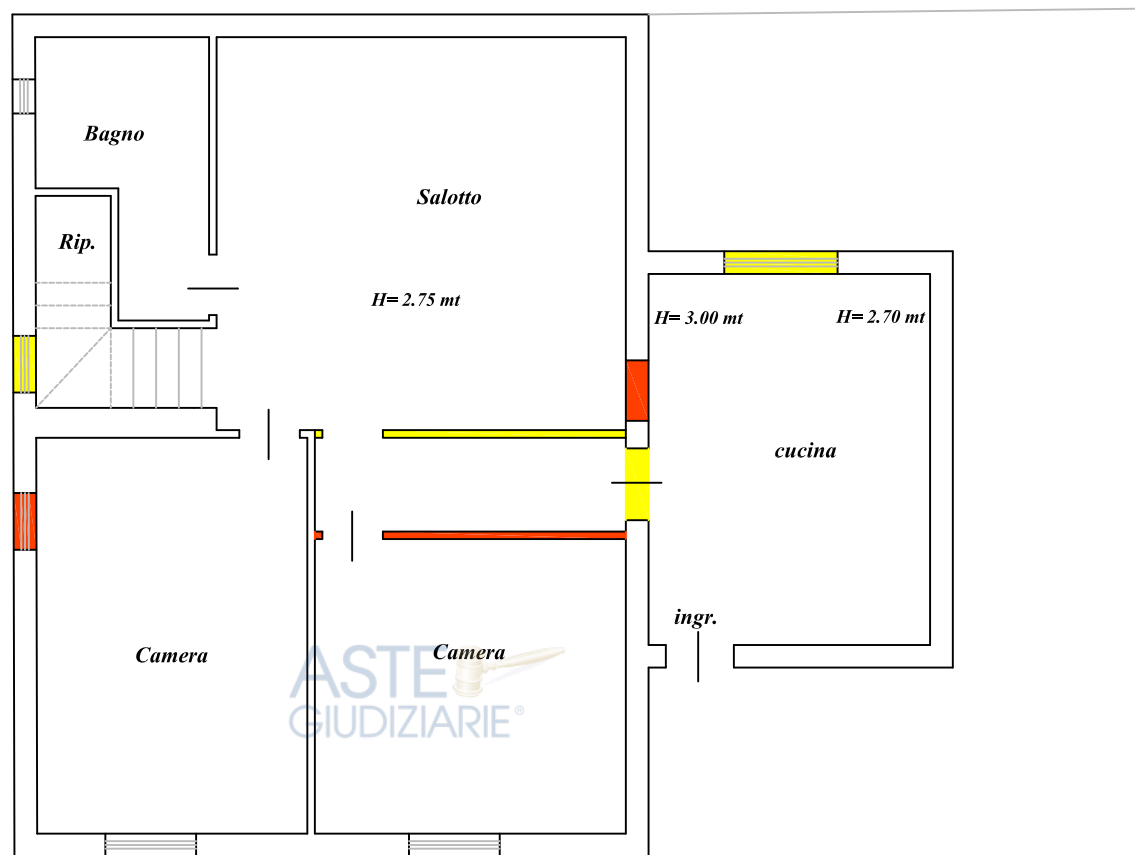 Bagno
Salotto
Rip.
H= 2.75 mt
H= 3.00 mt
H= 2.70 mt
cucina
ingr.
Camera
Camera
ASTE
GIUDIZIARIE®